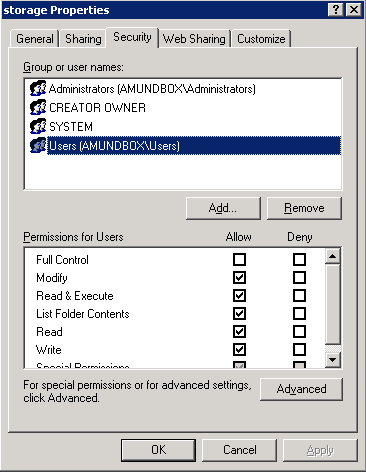 storage Properties
General Sharing Security Web Sharing Customize
Group or user names:
Administrators (AMUNDBOX\Administrators)
CREATOR OWNER
SYSTEM
Users (AMUNDBOX\Users)
Add... Remove
Permissions for Users Allow Deny
Full Control
Modify
Read & Execute
List Folder Contents
Read
Write
Special Permissions
For special permissions or for advanced settings,
click Advanced.
Advanced
OK Cancel Apply